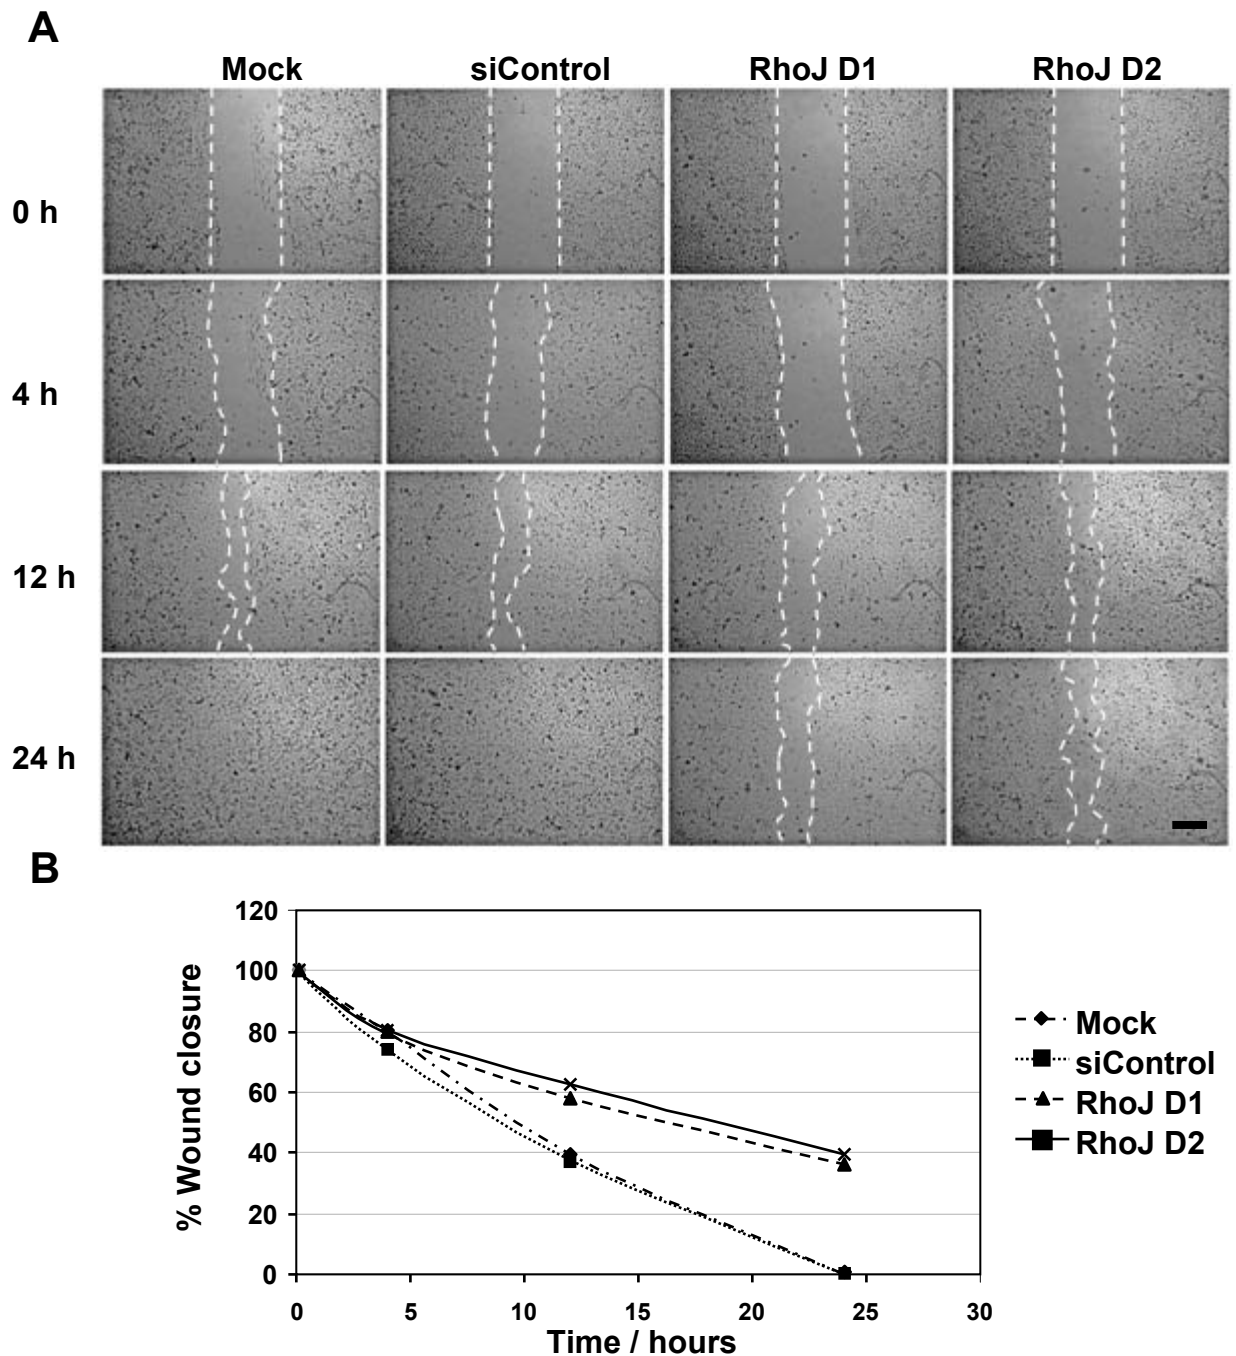 A
Mock siControl RhoJ D1 RhoJ D2
0 h
4 h
12 h
24 h
B
120
100
80
60
40
20
0
% Wound closure
0 5 10 15 20 25 30
Time / hours
Mock
siControl
RhoJ D1
RhoJ D2